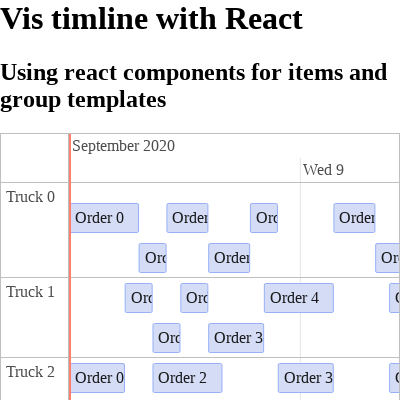 Vis timline with React
Using react components for items and
group templates
September 2020
Wed 9
Truck 0
Order 0
Order
Orc
Order
Orc
Order
Or
Truck 1
Orc
Orc
Order 4
Orc
Order 3
Truck 2
Order 0
Order 2
Order 3